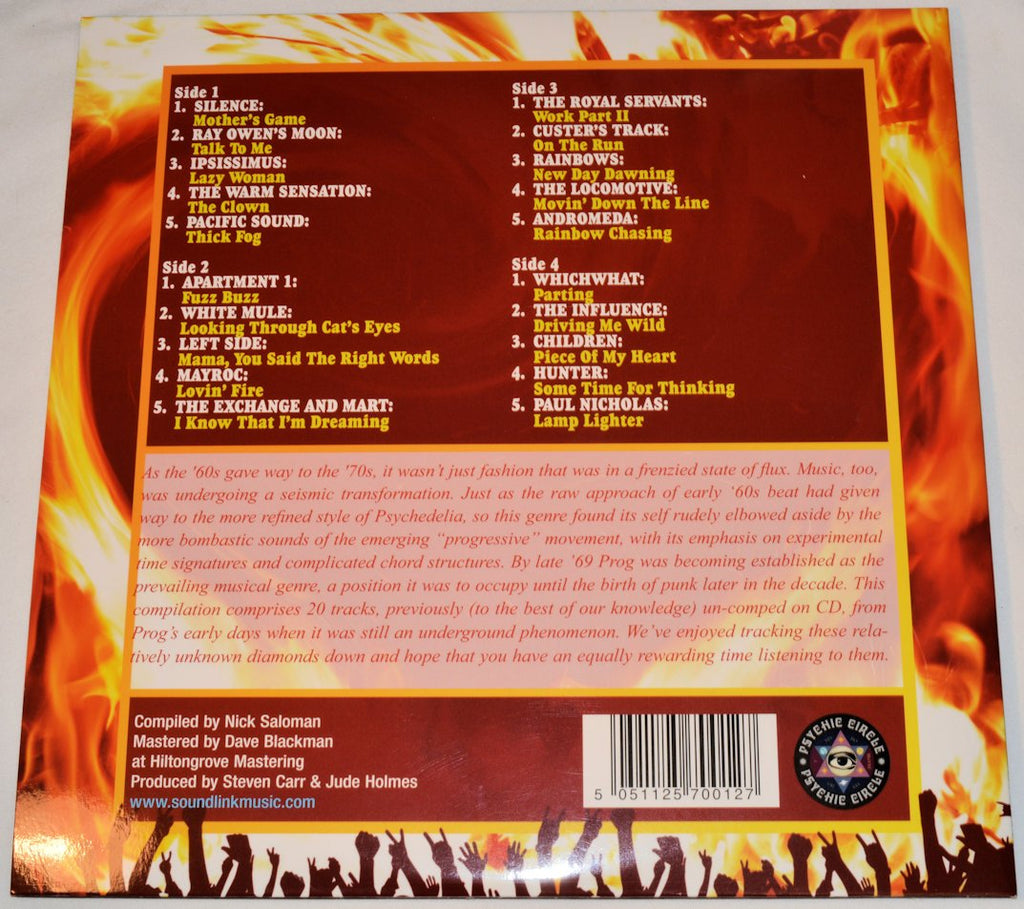 Side 1
1. SILENCE:
Mother's Game
2. RAY OWEN'S MOON:
Talk To Me
3. IPSISSIMUS:
Lazy Woman
4. THE WARM SENSATION:
The Clown
5. PACIFIC SOUND:
Thick Fog
Side 2
1. APARTMENT 1:
Fuzz Buzz
2. WHITE MULE:
Looking Through Cat's Eyes
3. LEFT SIDE:
Mama, You Said The Right Words
4. MAYROC:
Lovin' Fire
5. THE EXCHANGE AND MART:
I Know That I'm Dreaming
Side 3
1. THE ROYAL SERVANTS:
Work Part II
2. CUSTER'S TRACK:
On The Run
3. RAINBOWS:
New Day Dawning
4. THE LOCOMOTIVE:
Movin' Down The Line
5. ANDROMEDA:
Rainbow Chasing
Side 4
1. WHICHWHAT:
Parting
2. THE INFLUENCE:
Driving Me Wild
3. CHILDREN:
Piece Of My Heart
4. HUNTER:
Some Time For Thinking
5. PAUL NICHOLAS:
Lamp Lighter
As the '60s gave way to the '70s, it wasn't just fashion that was in a frenzied state of flux. Music, too,
was undergoing a seismic transformation. Just as the raw approach of early '60s beat had given
way to the more refined style of Psychedelia, so this genre found its self rudely elbowed aside by the
more bombastic sounds of the emerging "progressive" movement, with its emphasis on experimental
time signatures and complicated chord structures. By late '69 Prog was becoming established as the
prevailing musical genre, a position it was to occupy until the birth of punk later in the decade. This
compilation comprises 20 tracks, previously (to the best of our knowledge) un-comped on CD, from
Prog's early days when it was still an underground phenomenon. We've enjoyed tracking these rela-
tively unknown diamonds down and hope that you have an equally rewarding time listening to them.
Compiled by Nick Saloman
Mastered by Dave Blackman
at Hiltongrove Mastering
Produced by Steven Carr & Jude Holmes
www.soundlinkmusic.com
5 051125 700127
PSYCHIC CIRCLE
PSYCHIC CIRCLE